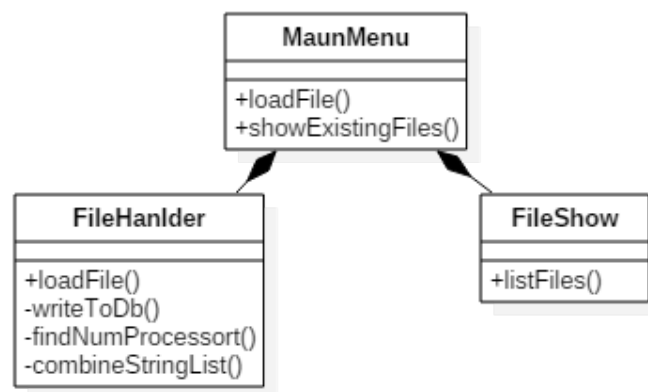 MaunMenu
+loadFile()
+showExistingFiles()
FileHanlder
+loadFile()
-writeToDb()
-findNumProcessort()
-combineStringList()
FileShow
+listFiles()